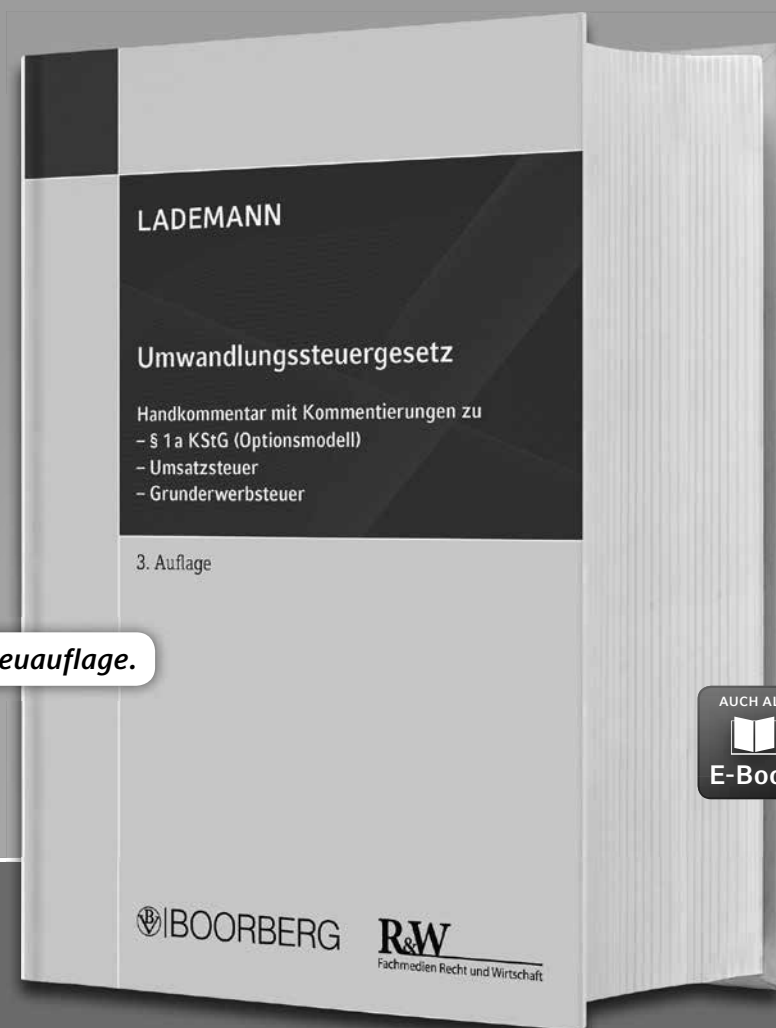 LADEMANN
Umwandlungssteuergesetz
Handkommentar mit Kommentierungen zu
– § 1 a KStG (Optionsmodell)
– Umsatzsteuer
– Grunderwerbsteuer
3. Auflage
euauflage.
AUCH AL
E-Boo
BOORBERG
R&W
Fachmedien Recht und Wirtschaft